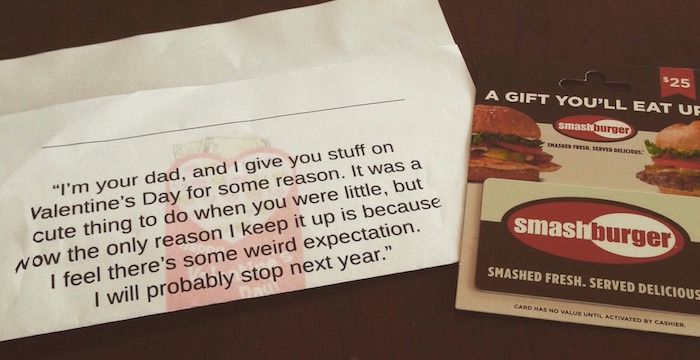 "I'm your dad, and I give you stuff on
Valentine's Day for some reason. It was a
cute thing to do when you were little, but
now the only reason I keep it up is because
I feel there's some weird expectation.
I will probably stop next year."
$25
A GIFT YOU'LL EAT UP
smashburger
SMASHED FRESH. SERVED DELICIOUS.
smashburger
SMASHED FRESH. SERVED DELICIOUS
CARD HAS NO VALUE UNTIL ACTIVATED BY CASHIER.